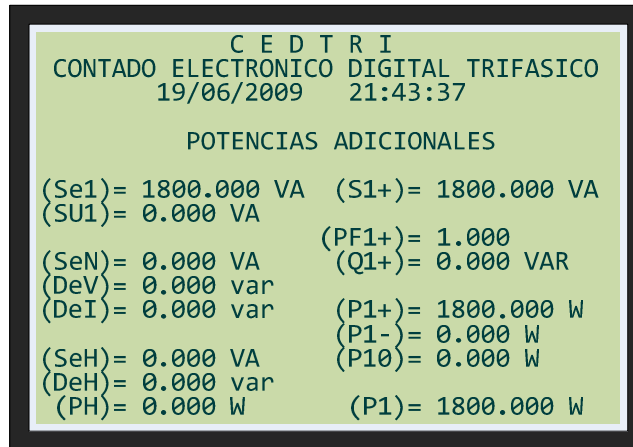 C E D T R I
CONTADO ELECTRONICO DIGITAL TRIFASICO
19/06/2009 21:43:37
POTENCIAS ADICIONALES
(Se1)= 1800.000 VA (S1+)= 1800.000 VA
(SU1)= 0.000 VA
(PF1+)= 1.000
(SeN)= 0.000 VA (Q1+)= 0.000 VAR
(DeV)= 0.000 var
(DeI)= 0.000 var (P1+)= 1800.000 W
(P1-)= 0.000 W
(SeH)= 0.000 VA (P10)= 0.000 W
(DeH)= 0.000 var
(PH)= 0.000 W (P1)= 1800.000 W